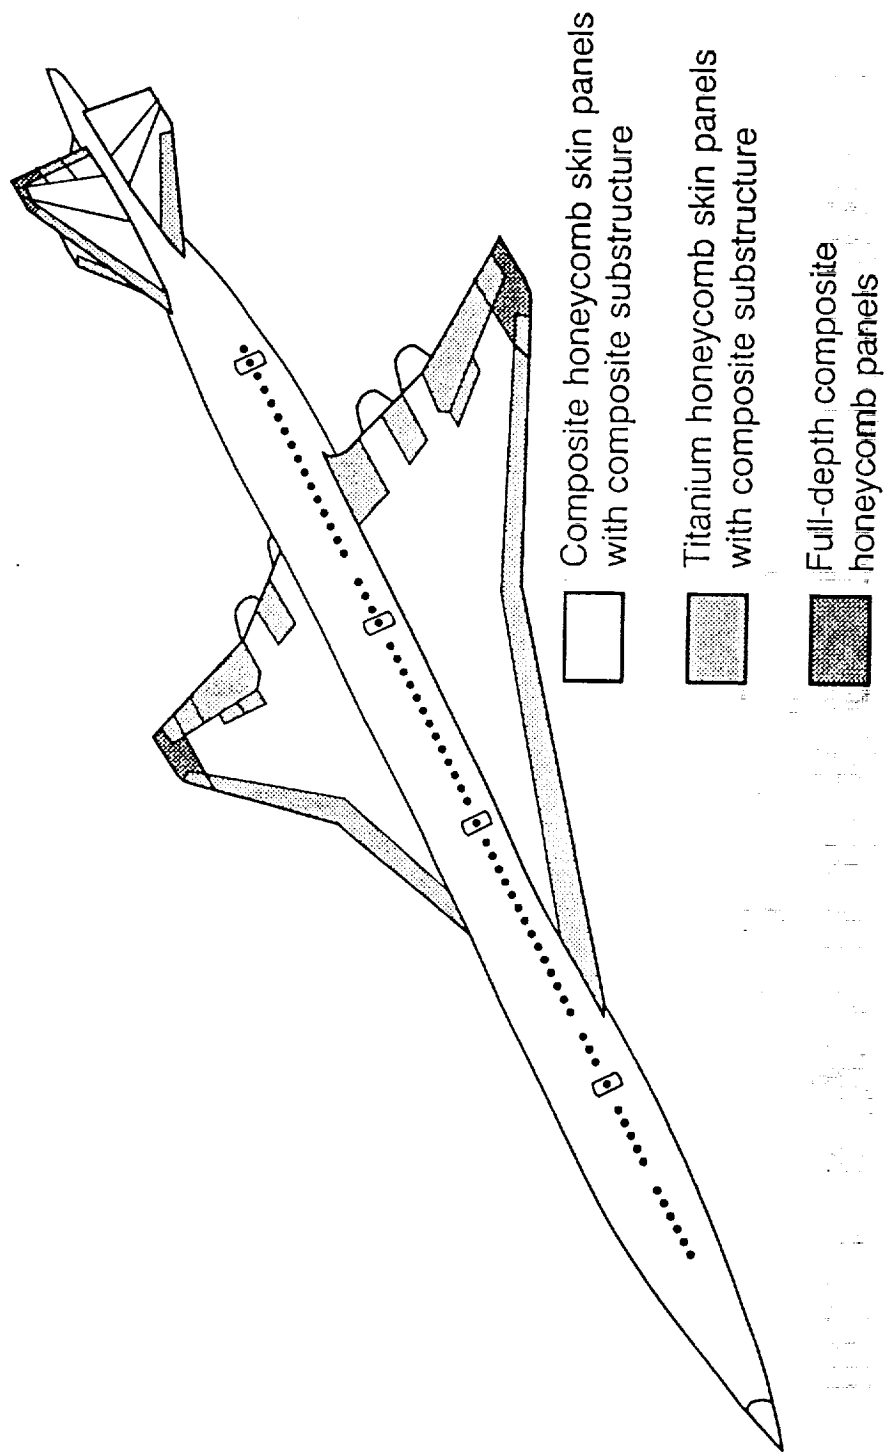 Composite honeycomb skin panels
with composite substructure
Titanium honeycomb skin panels
with composite substructure
Full-depth composite
honeycomb panels